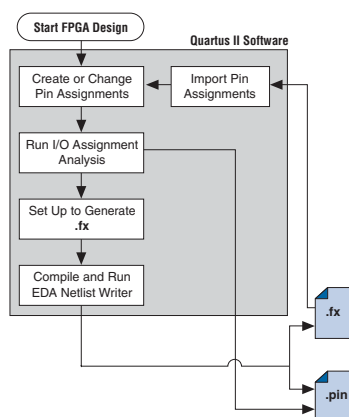 Start FPGA Design
Quartus II Software
Create or Change
Pin Assignments
Import Pin
Assignments
Run I/O Assignment
Analysis
Set Up to Generate
.fx
Compile and Run
EDA Netlist Writer
.fx
.pin